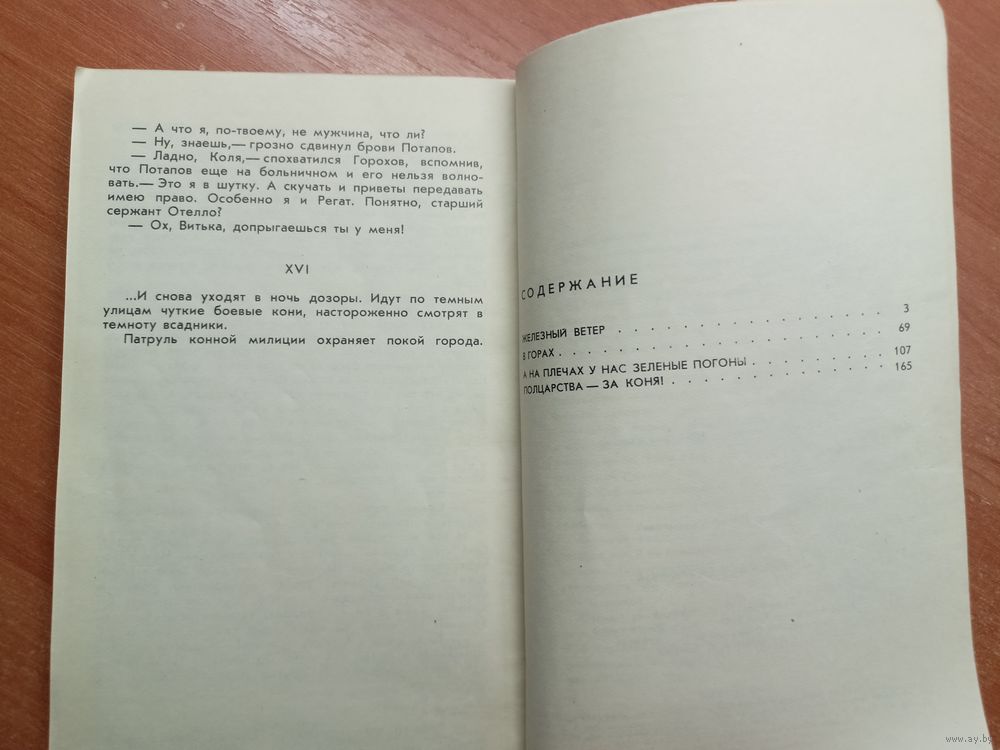 — А что я, по-твоему, не мужчина, что ли?
— Ну, знаешь,— грозно сдвинул брови Потапов.
— Ладно, Коля,— спохватился Горохов, вспомнив,
что Потапов еще на больничном и его нельзя волно-
вать.— Это я в шутку. А скучать и приветы передавать
имею право. Особенно я и Регат. Понятно, старший
сержант Отелло?
— Ох, Витька, допрыгаешься ты у меня!
XVI
...И снова уходят в ночь дозоры. Идут по темным
улицам чуткие боевые кони, настороженно смотрят в
темноту всадники.
Патруль конной милиции охраняет покой города.
СОДЕРЖАНИЕ
ЖЕЛЕЗНЫЙ ВЕТЕР . . . . . . . . . . . . 3
В ГОРАХ . . . . . . . . . . . . . . . 69
А НА ПЛЕЧАХ У НАС ЗЕЛЕНЫЕ ПОГОНЫ . . . . . . . 107
ПОЛЦАРСТВА — ЗА КОНЯ! . . . . . . . . . . 165
www.ay.by